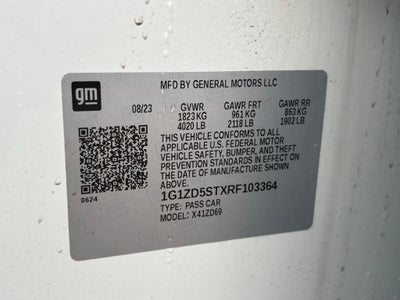 gm
MFD BY GENERAL MOTORS LLC
08/23 GVWR GAWR FRT GAWR RR
1823 KG 961 KG 863 KG
4020 LB 2118 LB 1902 LB
THIS VEHICLE CONFORMS TO ALL
APPLICABLE U.S. FEDERAL MOTOR
VEHICLE SAFETY, BUMPER, AND THEFT
PREVENTION STANDARDS IN EFFECT ON
THE DATE OF MANUFACTURE SHOWN ABOVE
8624
1G1ZD5STXRF103364
TYPE: PASS CAR
MODEL: X41ZD69